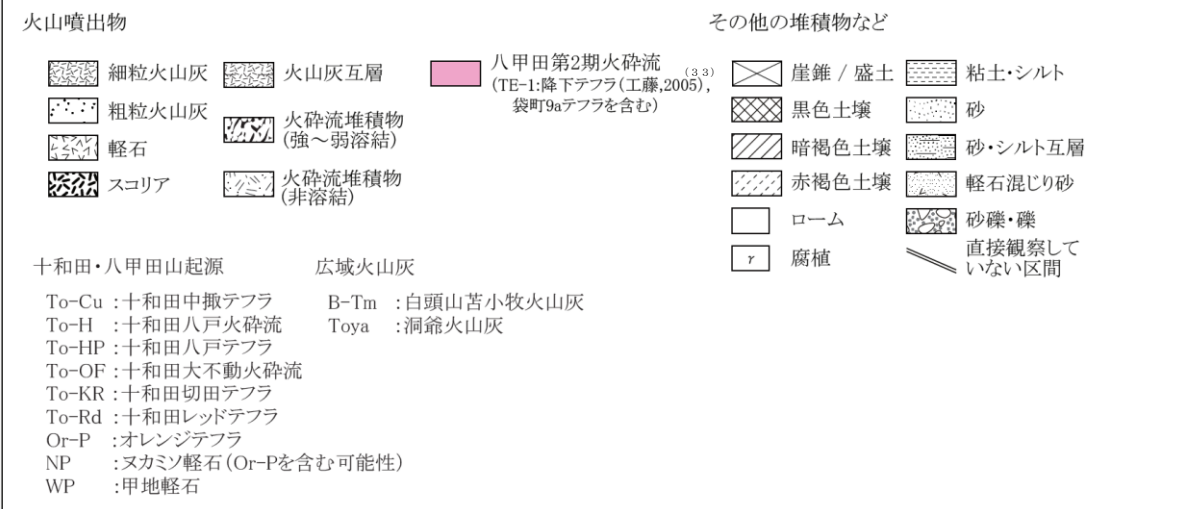 火山噴出物
細粒火山灰
粗粒火山灰
軽石
スコリア
火山灰互層
火砕流堆積物
(強～弱溶結)
火砕流堆積物
(非溶結)
八甲田第2期火砕流
(TE-1:降下テフラ(工藤,2005)(33),
袋町9aテフラを含む)
その他の堆積物など
崖錐 / 盛土
黒色土壌
暗褐色土壌
赤褐色土壌
ローム
r 腐植
粘土・シルト
砂
砂・シルト互層
軽石混じり砂
砂礫・礫
直接観察して
いない区間
十和田・八甲田山起源
To-Cu :十和田中掫テフラ
To-H :十和田八戸火砕流
To-HP :十和田八戸テフラ
To-OF :十和田大不動火砕流
To-KR :十和田切田テフラ
To-Rd :十和田レッドテフラ
Or-P :オレンジテフラ
NP :ヌカミソ軽石(Or-Pを含む可能性)
WP :甲地軽石
広域火山灰
B-Tm :白頭山苫小牧火山灰
Toya :洞爺火山灰